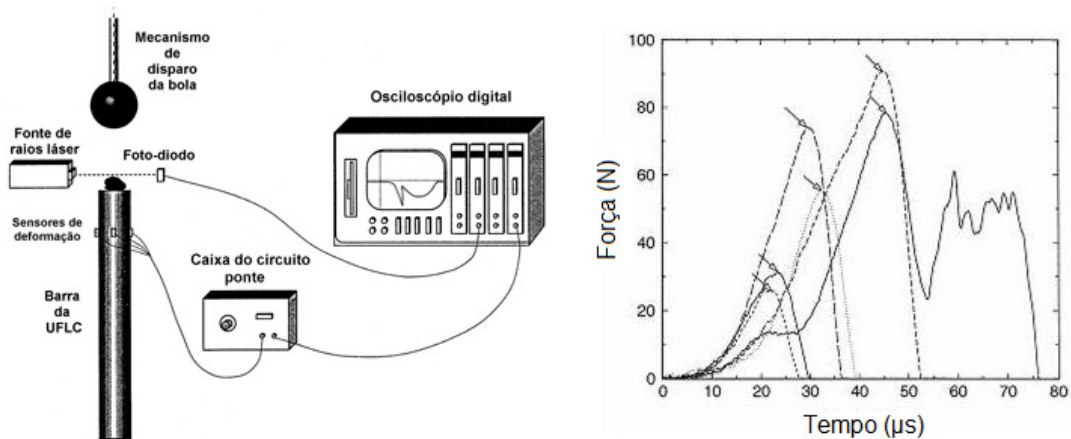 Mecanismo
de
disparo
da bola
Osciloscópio digital
Fonte de
raios láser
Foto-diodo
Sensores de
deformação
Caixa do circuito
ponte
Barra
da
UFLC
Força (N)
100
80
60
40
20
0
0 10 20 30 40 50 60 70 80
Tempo (μs)